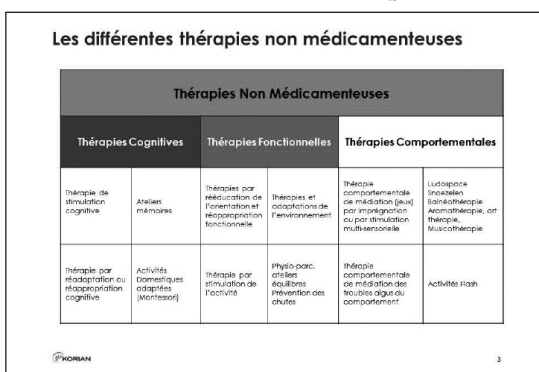 Les différentes thérapies non médicamenteuses
Thérapies Non Médicamenteuses
Thérapies Cognitives
Thérapies Fonctionnelles
Thérapies Comportementales
Thérapie de
stimulation
cognitive
Ateliers
mémoires
Thérapies par
rééducation de
l'orientation et
réappropriation
fonctionnelle
Thérapies et
adaptations de
l'environnement
Thérapie
comportementale
de médiation (jeux)
par imprégnation
ou par stimulation
multi-sensorielle
Ludospace
Snoezelen
Balnéothérapie
Aromathérapie, art
thérapie,
Musicothérapie
Thérapie par
réadaptation ou
réappropriation
cognitive
Activités
Domestiques
adaptées
(Montessori)
Thérapie par
stimulation de
l'activité
Physio-parc,
ateliers
équilibres
Prévention des
chutes
Thérapie
comportementale
de médiation des
troubles aigus du
comportement
Activités Flash
KORIAN
3